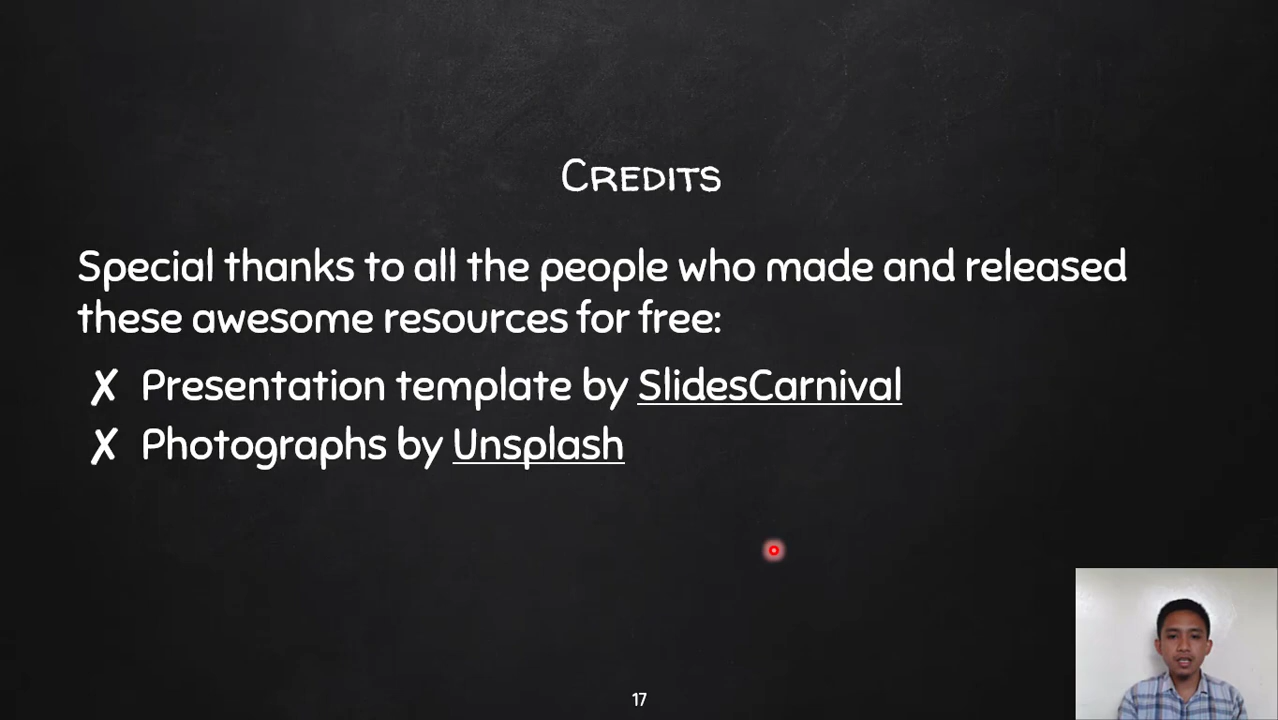 Credits
Special thanks to all the people who made and released
these awesome resources for free:
✗ Presentation template by SlidesCarnival
✗ Photographs by Unsplash
17